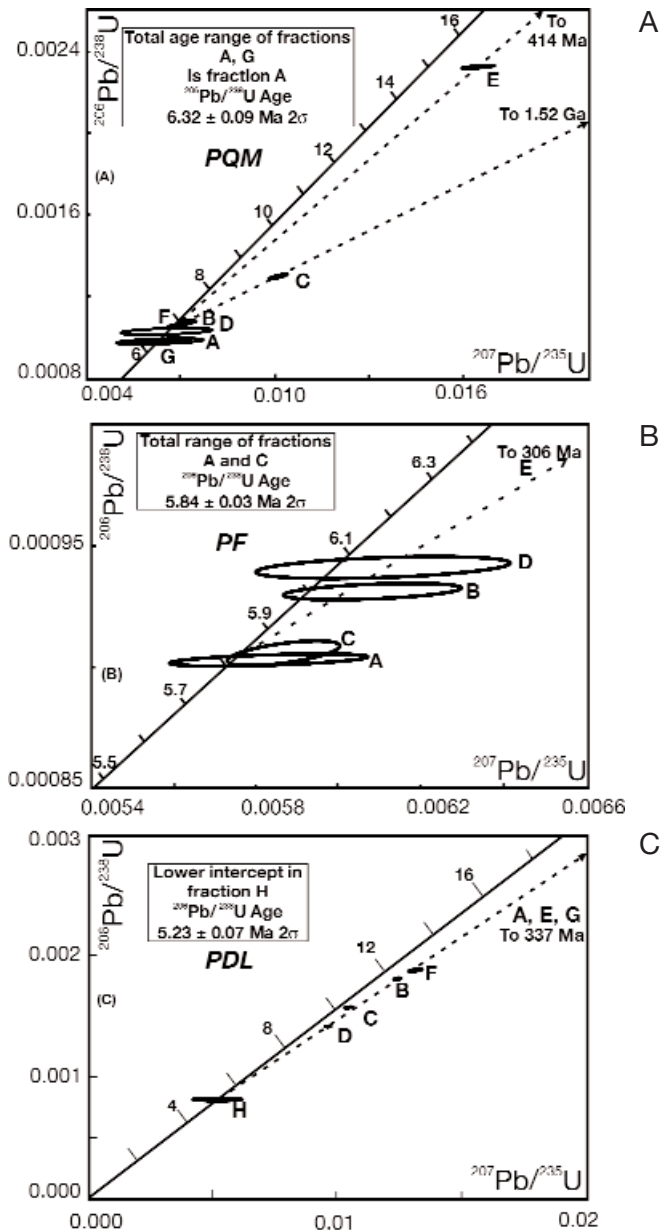 A
0.0024
²⁰⁶Pb/²³⁸U
Total age range of fractions
A, G
Is fraction A
²⁰⁶Pb/²³⁸U Age
6.32 ± 0.09 Ma 2σ
16
To
414 Ma
E
14
To 1.52 Ga
12
PQM
(A)
10
0.0016
8
C
F
B
D
A
6
G
0.0008
²⁰⁷Pb/²³⁵U
0.004
0.010
0.016
B
²⁰⁶Pb/²³⁸U
Total range of fractions
A and C
²⁰⁶Pb/²³⁸U Age
5.84 ± 0.03 Ma 2σ
To 306 Ma
E
6.3
PF
0.00095
6.1
D
B
5.9
C
A
(B)
5.7
5.5
0.00085
²⁰⁷Pb/²³⁵U
0.0054
0.0058
0.0062
0.0066
C
0.003
²⁰⁶Pb/²³⁸U
Lower intercept in
fraction H
²⁰⁶Pb/²³⁸U Age
5.23 ± 0.07 Ma 2σ
16
A, E, G
To 337 Ma
PDL
12
0.002
F
B
(C)
C
8
D
0.001
4
H
0.000
²⁰⁷Pb/²³⁵U
0.000
0.01
0.02